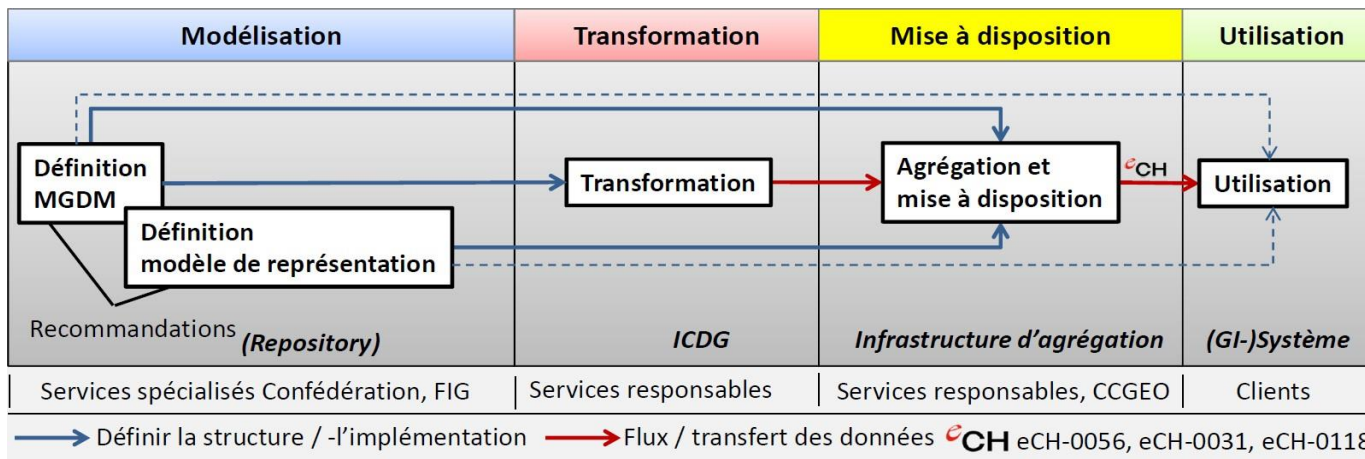 Modélisation
Transformation
Mise à disposition
Utilisation
Définition
MGDM
Définition
modèle de représentation
Transformation
Agrégation et
mise à disposition
eCH
Utilisation
Recommandations
(Repository)
ICDG
Infrastructure d’agrégation
(GI-)Système
Services spécialisés Confédération, FIG
Services responsables
Services responsables, CCGEO
Clients
Définir la structure / -l’implémentation
Flux / transfert des données
eCH eCH-0056, eCH-0031, eCH-0118